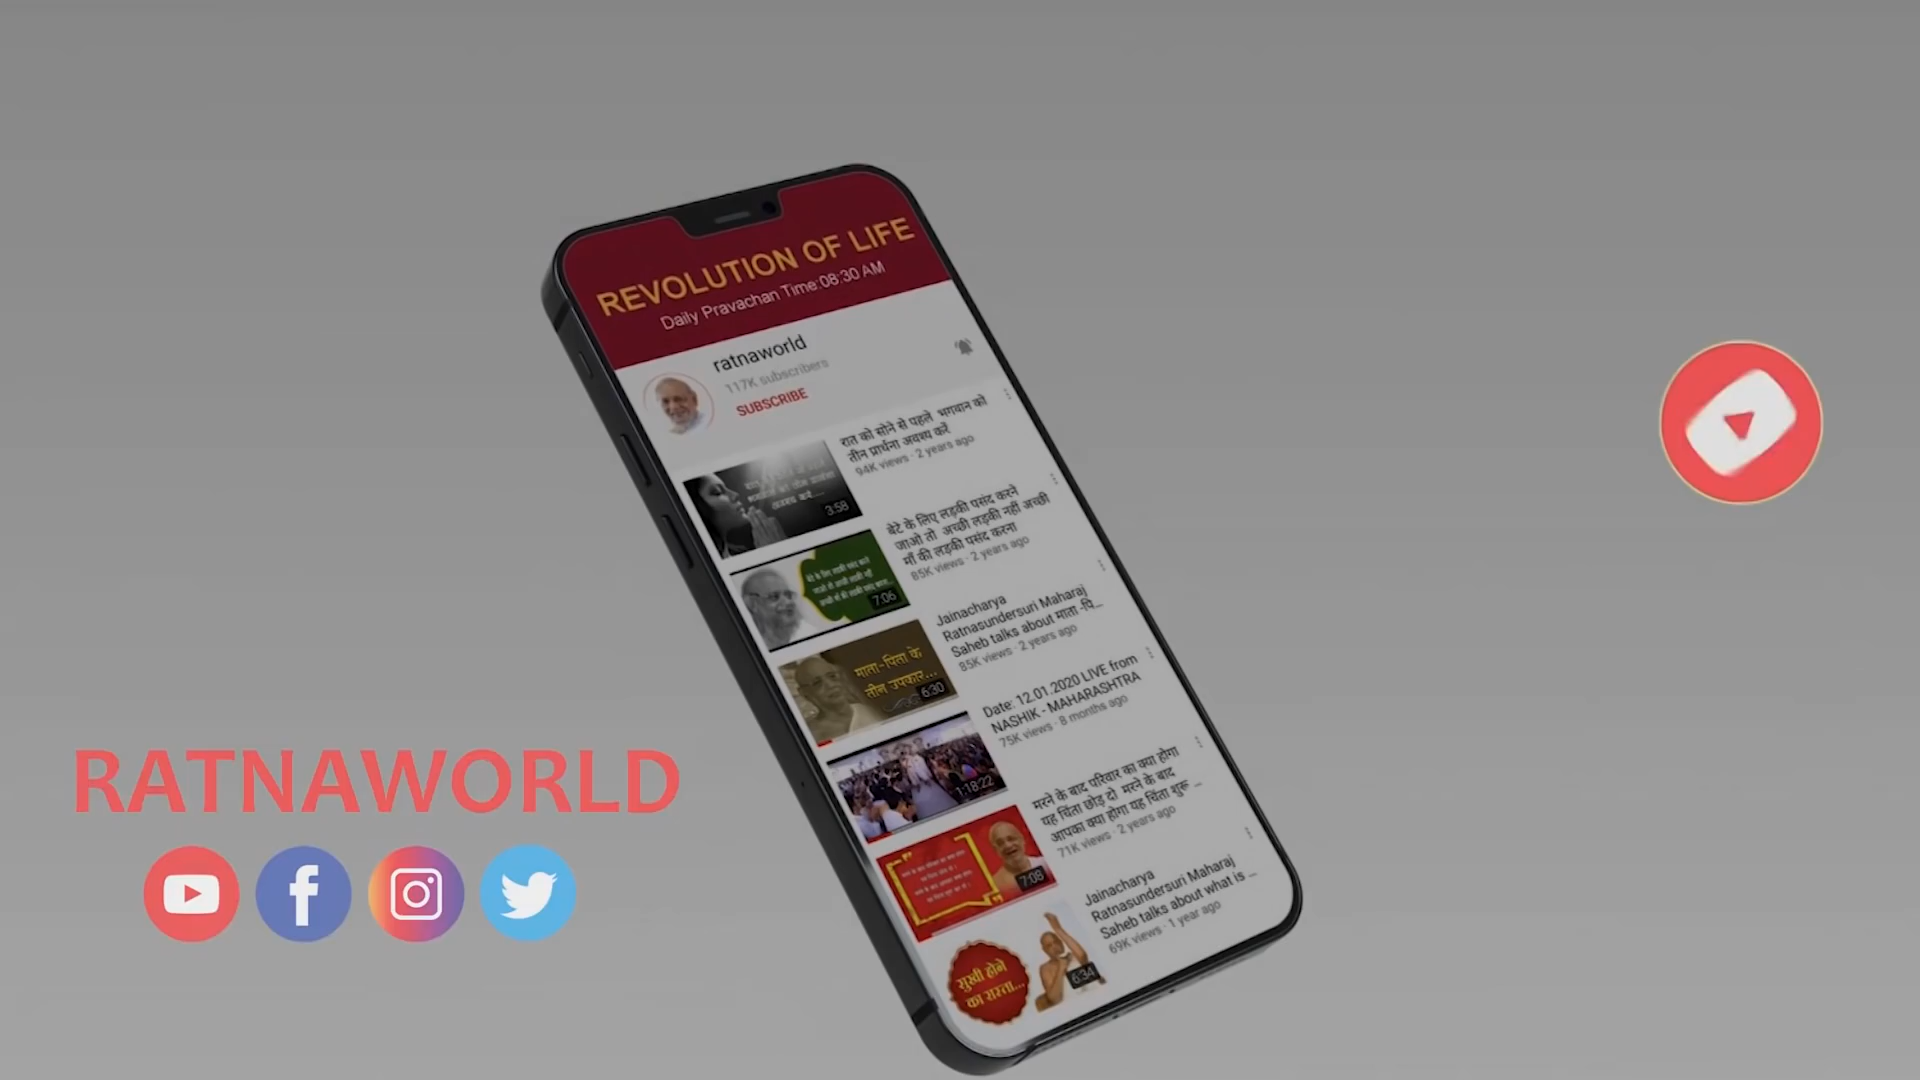 REVOLUTION OF LIFE
Daily Pravachan Time:08:30 AM
ratnaworld
117K subscribers
SUBSCRIBE
रात को सोने से पहले भगवान को
तीन प्रार्थना अवश्य करें
94K views · 2 years ago
3:58
बेटे के लिए लड़की पसंद करने
जाओ तो अच्छी लड़की नहीं अच्छी
माँ की लड़की पसंद करना
85K views · 2 years ago
7:06
Jainacharya
Ratnasundersuri Maharaj
Saheb talks about माता -पि...
85K views · 2 years ago
माता-पिता के
तीन उपकार...
6:30
Date: 12.01.2020 LIVE from
NASHIK - MAHARASHTRA
75K views · 8 months ago
1:18:22
मरने के बाद परिवार का क्या होगा
यह चिंता छोड़ दो मरने के बाद
आपका क्या होगा यह चिंता शुरू ...
71K views · 2 years ago
7:08
Jainacharya
Ratnasundersuri Maharaj
Saheb talks about what is ...
69K views · 1 year ago
सुखी होने
का रास्ता...
6:34
RATNAWORLD